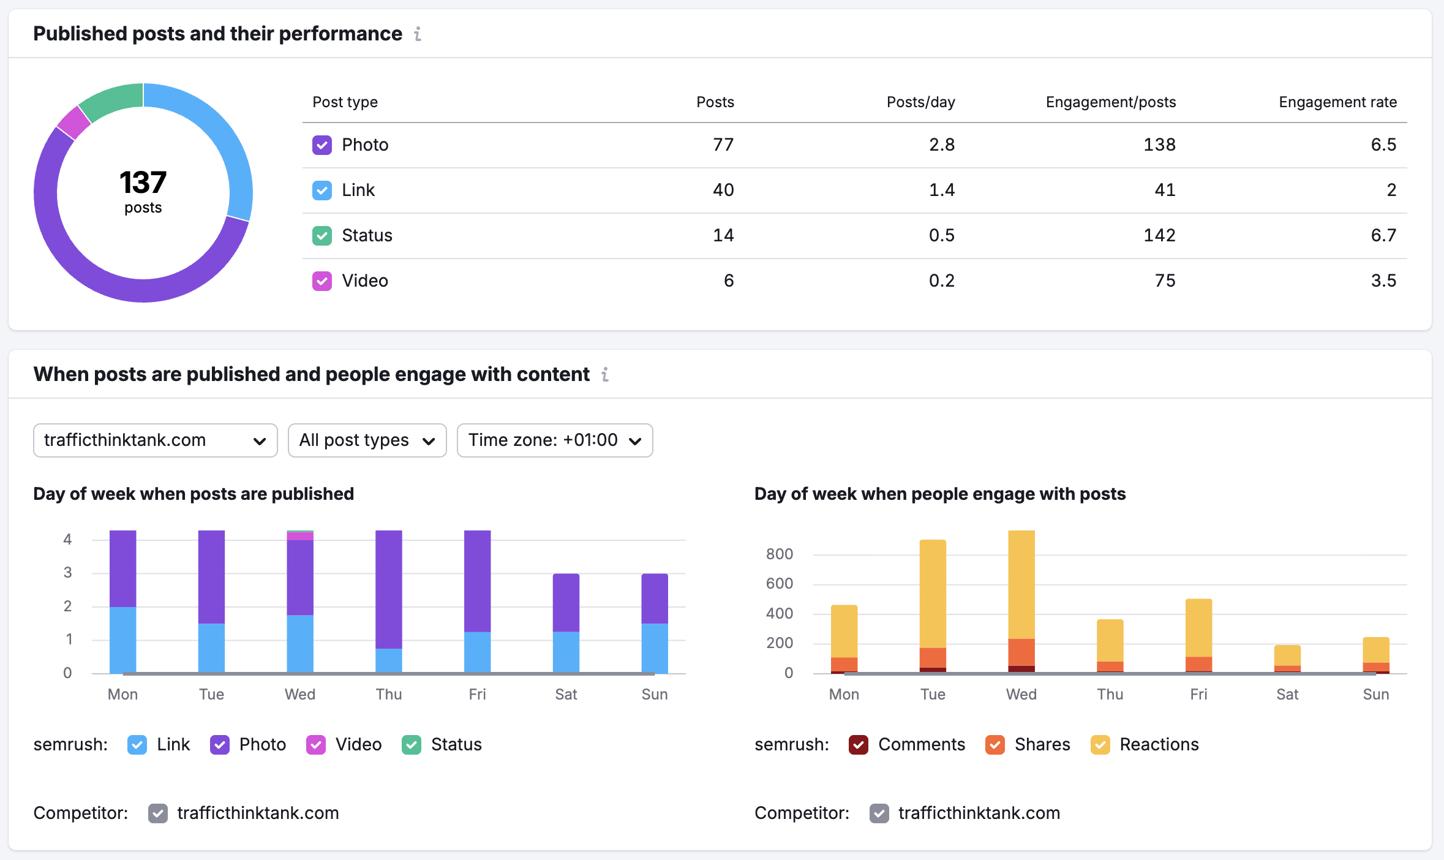 Published posts and their performance
137
posts
Post type Posts Posts/day Engagement/posts Engagement rate
Photo 77 2.8 138 6.5
Link 40 1.4 41 2
Status 14 0.5 142 6.7
Video 6 0.2 75 3.5
When posts are published and people engage with content
trafficthinktank.com All post types Time zone: +01:00
Day of week when posts are published
4
3
2
1
0
Mon Tue Wed Thu Fri Sat Sun
semrush: Link Photo Video Status
Competitor: trafficthinktank.com
Day of week when people engage with posts
800
600
400
200
0
Mon Tue Wed Thu Fri Sat Sun
semrush: Comments Shares Reactions
Competitor: trafficthinktank.com